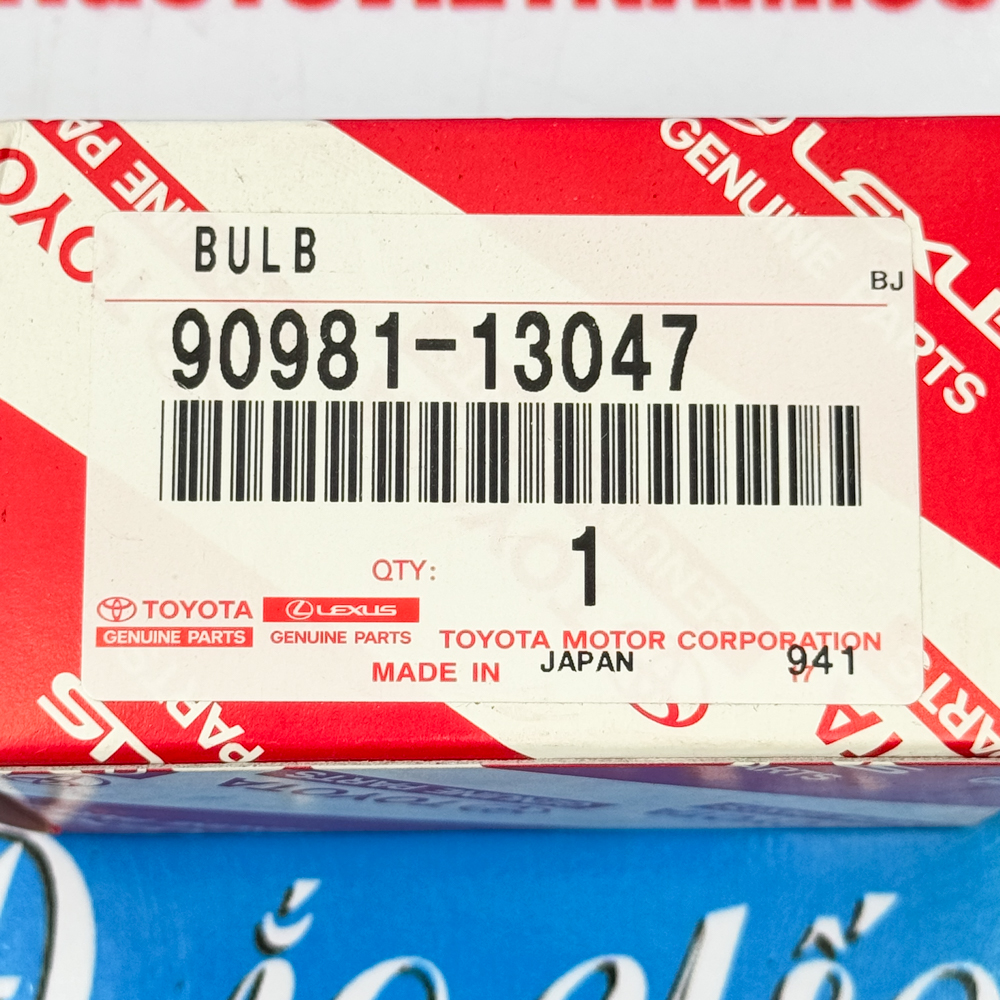 BULB
BJ
90981-13047
QTY: 1
TOYOTA LEXUS
GENUINE PARTS GENUINE PARTS
TOYOTA MOTOR CORPORATION
MADE IN JAPAN 941
GENUINE PARTS
LEXUS